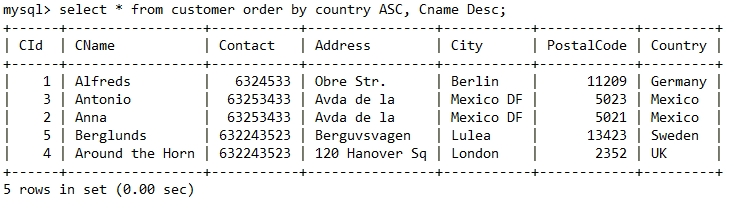 mysql> select * from customer order by country ASC, Cname Desc;
+------+-----------------+-----------+----------------+-----------+------------+---------+
| CId  | CName           | Contact   | Address        | City      | PostalCode | Country |
+------+-----------------+-----------+----------------+-----------+------------+---------+
|    1 | Alfreds         |   6324533 | Obre Str.      | Berlin    |      11209 | Germany |
|    3 | Antonio         |  63253433 | Avda de la     | Mexico DF |       5023 | Mexico  |
|    2 | Anna            |  63253433 | Avda de la     | Mexico DF |       5021 | Mexico  |
|    5 | Berglunds       | 632243523 | Berguvsvagen   | Lulea     |      13423 | Sweden  |
|    4 | Around the Horn | 632243523 | 120 Hanover Sq | London    |       2352 | UK      |
+------+-----------------+-----------+----------------+-----------+------------+---------+
5 rows in set (0.00 sec)